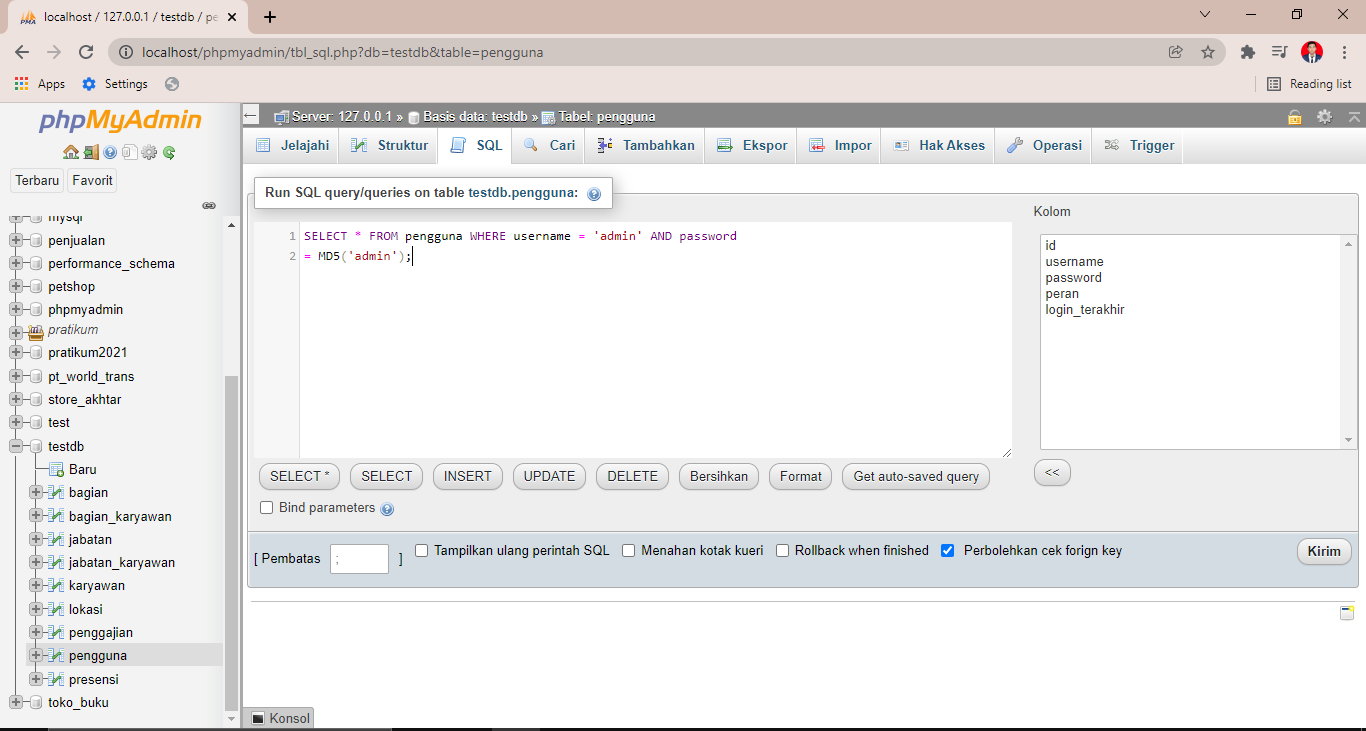 localhost / 127.0.0.1 / testdb / pe
localhost/phpmyadmin/tbl_sql.php?db=testdb&table=pengguna
Apps
Settings
Reading list
phpMyAdmin
Terbaru
Favorit
mysql
penjualan
performance_schema
petshop
phpmyadmin
pratikum
pratikum2021
pt_world_trans
store_akhtar
test
testdb
Baru
bagian
bagian_karyawan
jabatan
jabatan_karyawan
karyawan
lokasi
penggajian
pengguna
presensi
toko_buku
Server: 127.0.0.1 » Basis data: testdb » Tabel: pengguna
Jelajahi
Struktur
SQL
Cari
Tambahkan
Ekspor
Impor
Hak Akses
Operasi
Trigger
Run SQL query/queries on table testdb.pengguna:
1 SELECT * FROM pengguna WHERE username = 'admin' AND password
2 = MD5('admin');
Kolom
id
username
password
peran
login_terakhir
SELECT *
SELECT
INSERT
UPDATE
DELETE
Bersihkan
Format
Get auto-saved query
<<
Bind parameters
[ Pembatas ; ]
Tampilkan ulang perintah SQL
Menahan kotak kueri
Rollback when finished
Perbolehkan cek forign key
Kirim
Konsol